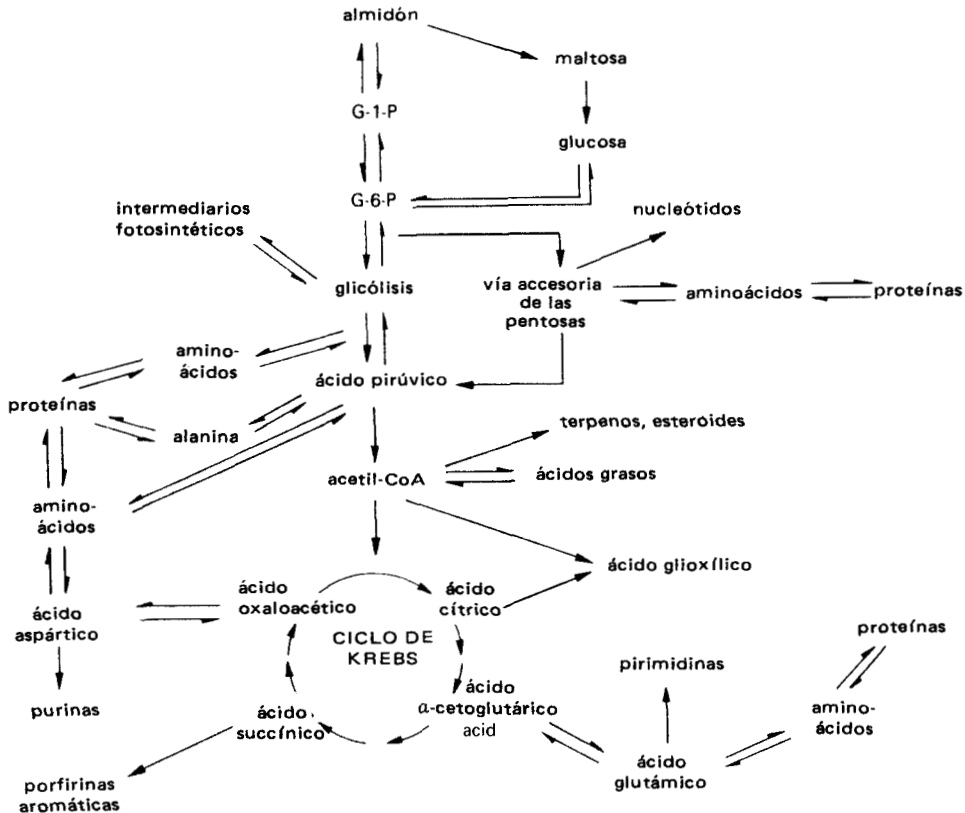 almidón
maltosa
G-1-P
glucosa
G-6-P
intermediarios
fotosintéticos
nucleótidos
glicólisis
vía accesoria
de las
pentosas
aminoácidos
proteínas
amino-
ácidos
ácido pirúvico
proteínas
alanina
terpenos, esteróides
acetil-CoA
ácidos grasos
amino-
ácidos
ácido glioxílico
ácido
oxaloacético
ácido
cítrico
ácido
aspártico
CICLO DE
KREBS
proteínas
pirimidinas
purinas
ácido
succínico
ácido
α-cetoglutárico
acid
amino-
ácidos
ácido
glutámico
porfirinas
aromáticas